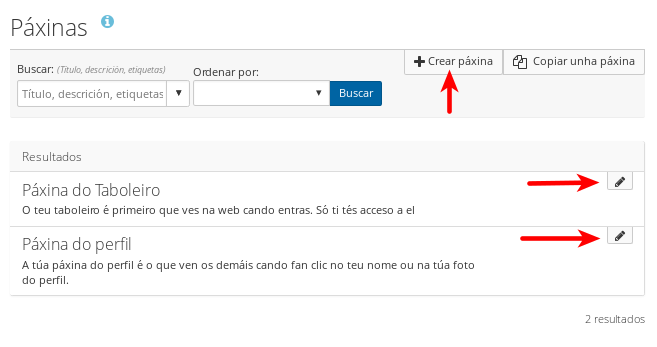 Páxinas
Crear páxina
Copiar unha páxina
Buscar: (Título, descrición, etiquetas)
Ordenar por:
Título, descrición, etiquetas
Buscar
Resultados
Páxina do Taboleiro
O teu taboleiro é primeiro que ves na web cando entras. Só ti tés acceso a el
Páxina do perfil
A túa páxina do perfil é o que ven os demáis cando fan clic no teu nome ou na túa foto
do perfil.
2 resultados